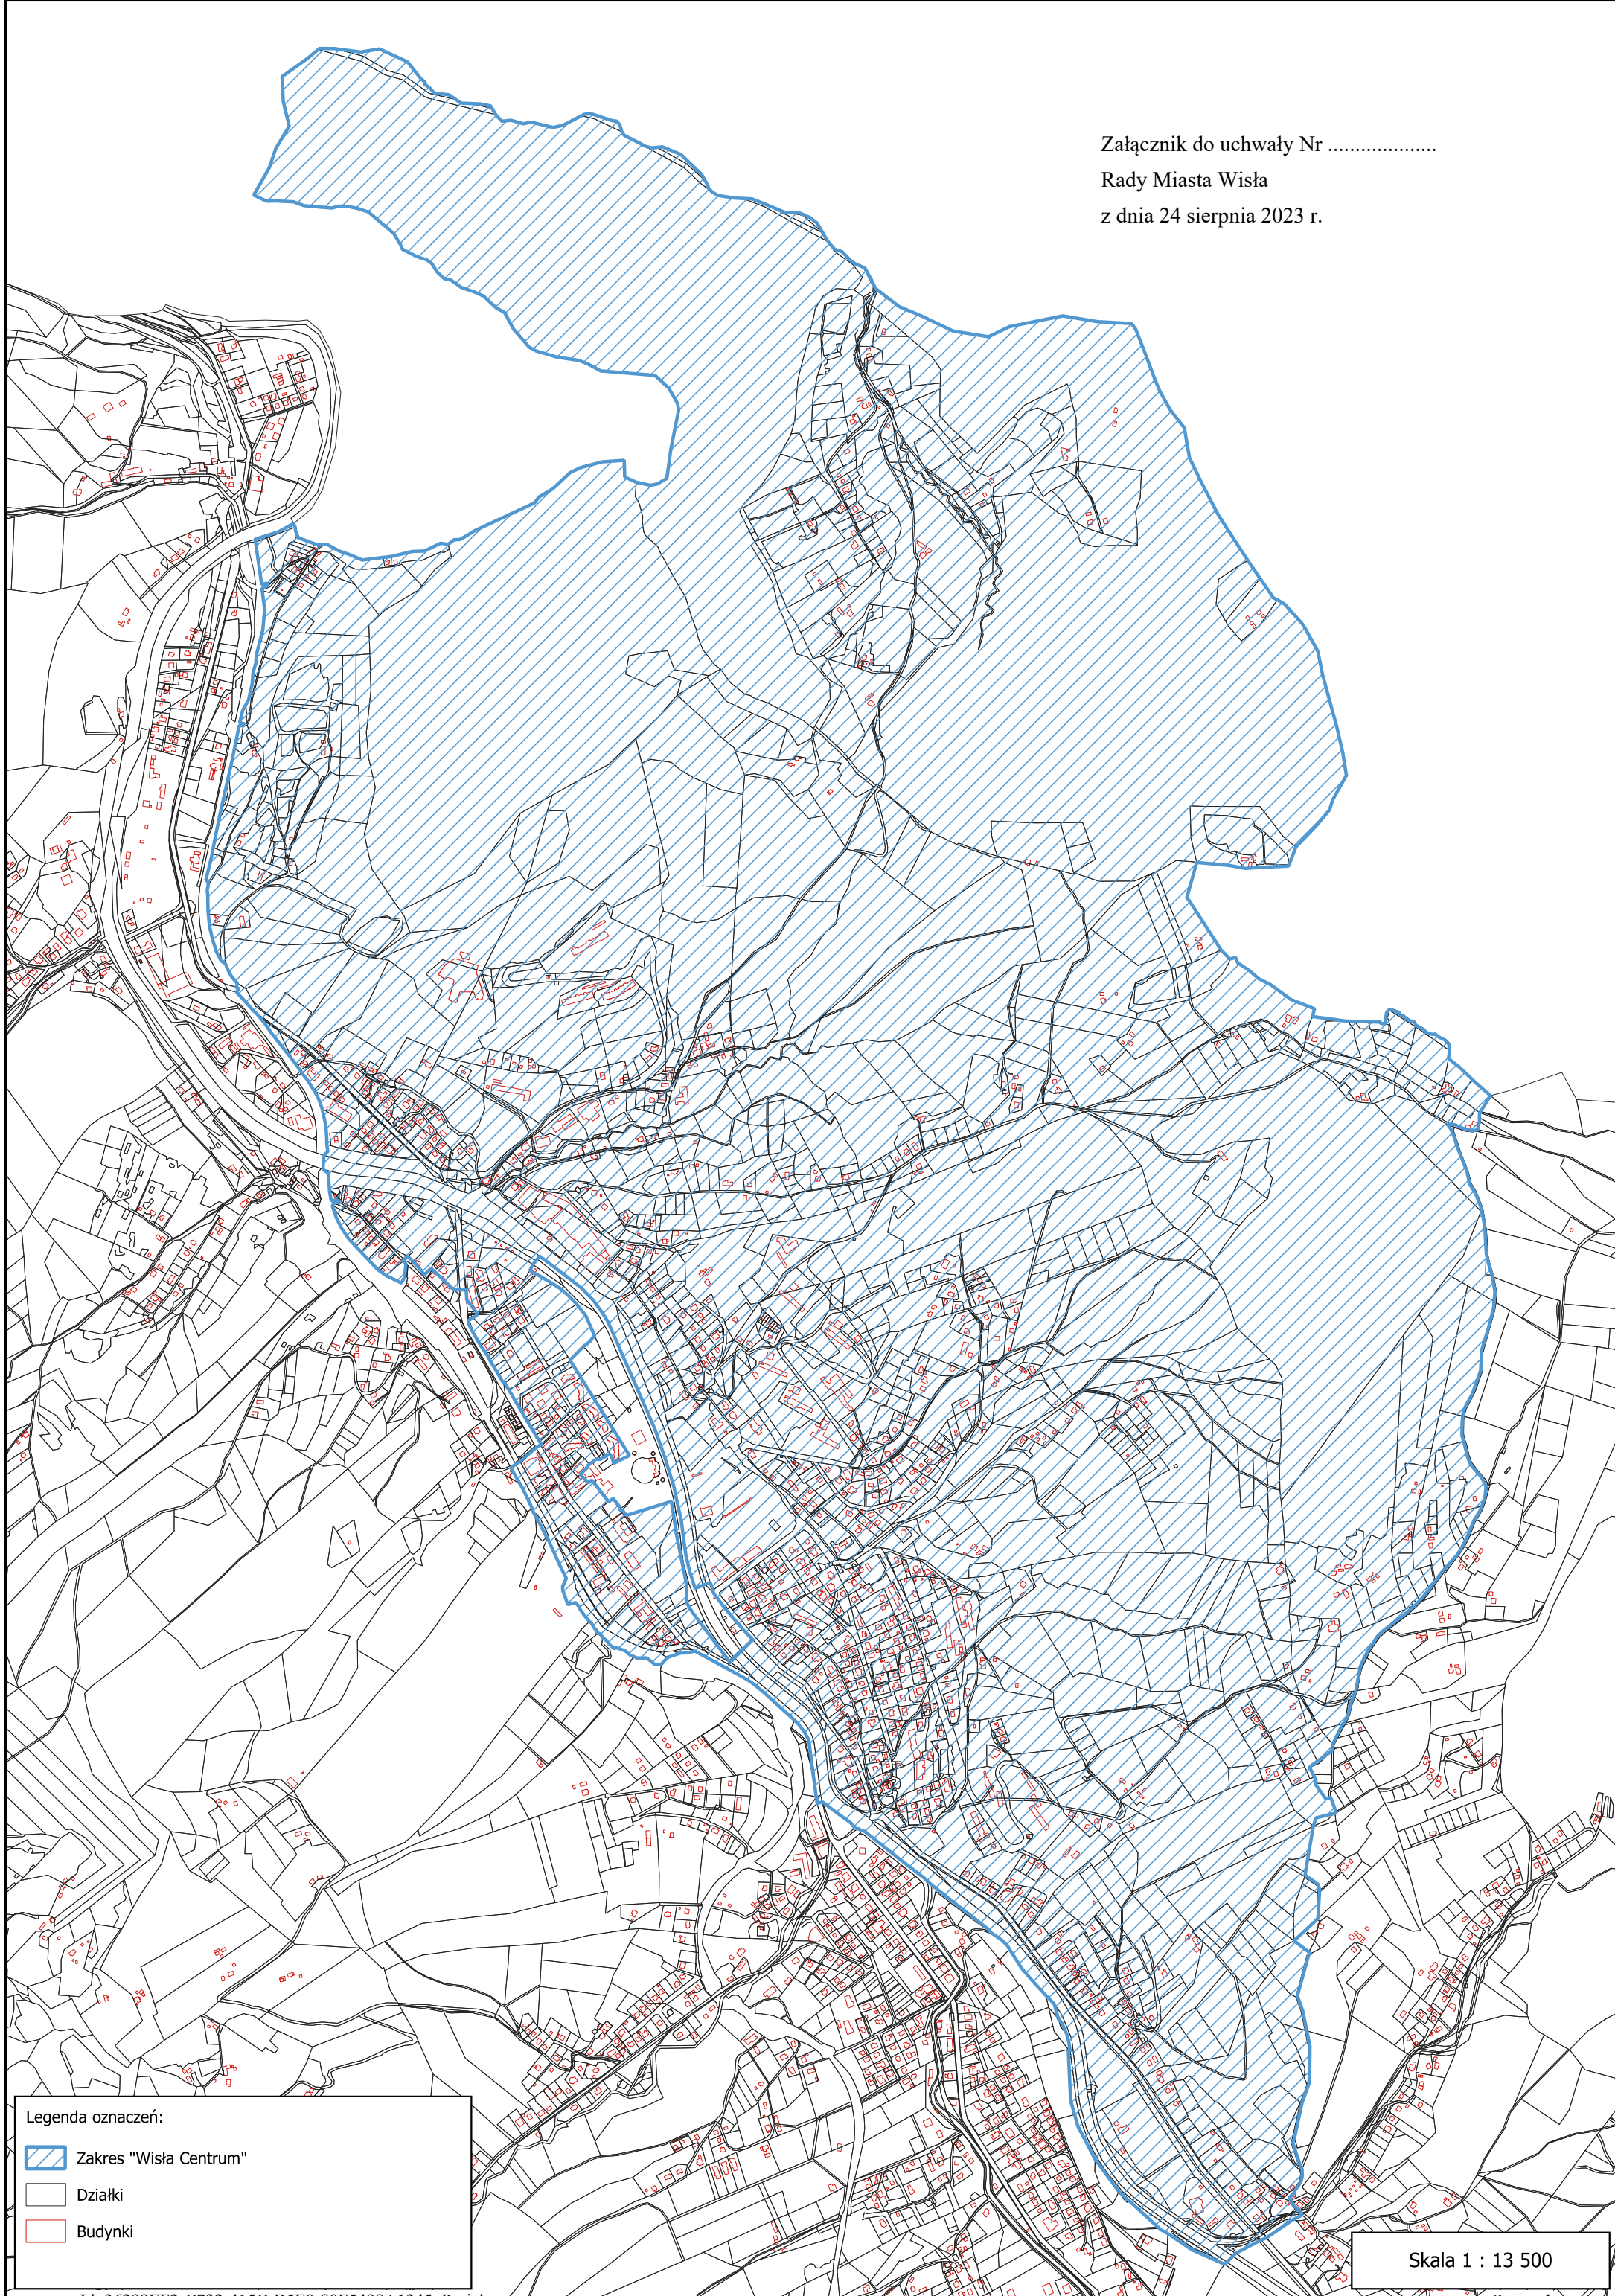 Załącznik do uchwały Nr ....................
Rady Miasta Wisła
z dnia 24 sierpnia 2023 r.
Legenda oznaczeń:
Zakres "Wisła Centrum"
Działki
Budynki
Skala 1 : 13 500